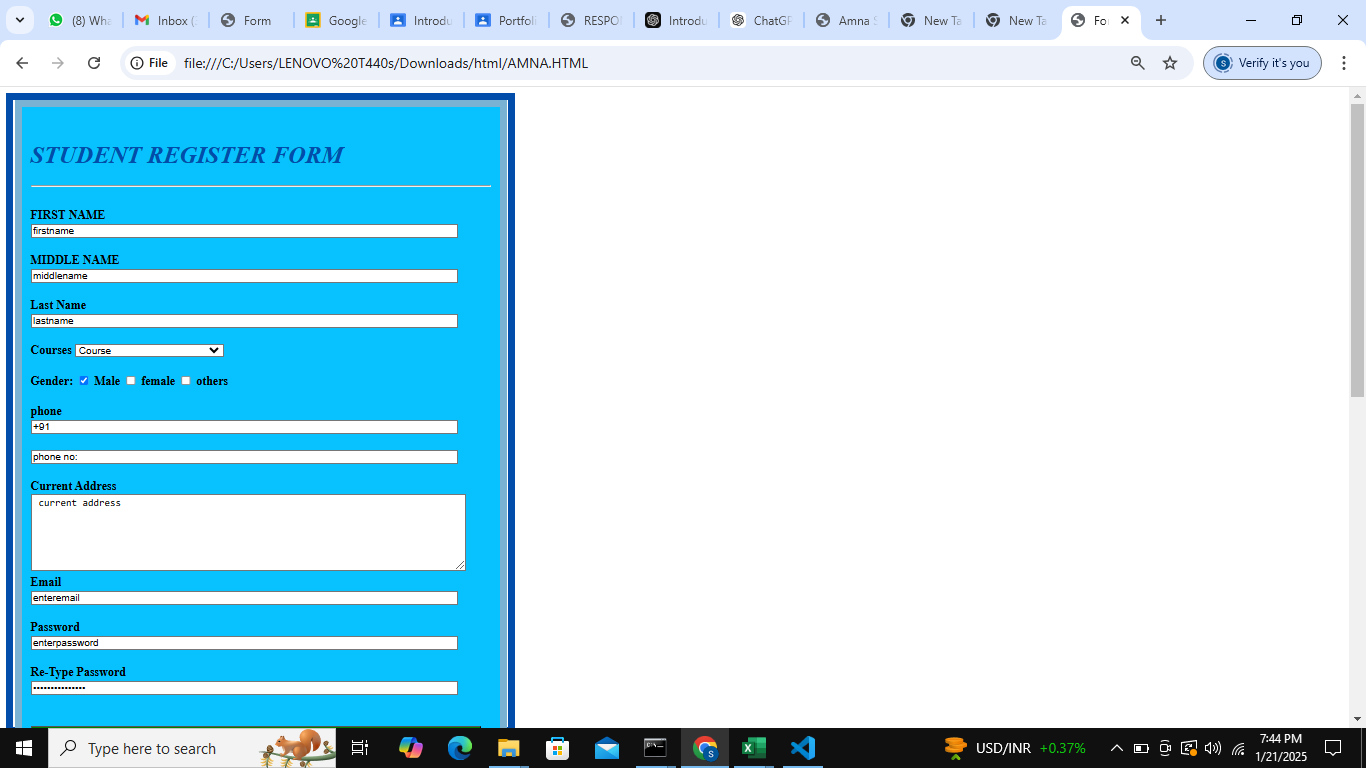 (8) Wha
Inbox (
Form
Google
Introdu
Portfoli
RESPO
Introdu
ChatGP
Amna S
New Ta
New Ta
Fo
File
file:///C:/Users/LENOVO%20T440s/Downloads/html/AMNA.HTML
Verify it's you
STUDENT REGISTER FORM
FIRST NAME
firstname
MIDDLE NAME
middlename
Last Name
lastname
Courses Course
Gender: Male female others
phone
+91
phone no:
Current Address
current address
Email
enteremail
Password
enterpassword
Re-Type Password
•••••••••••••••
Type here to search
USD/INR +0.37%
7:44 PM
1/21/2025